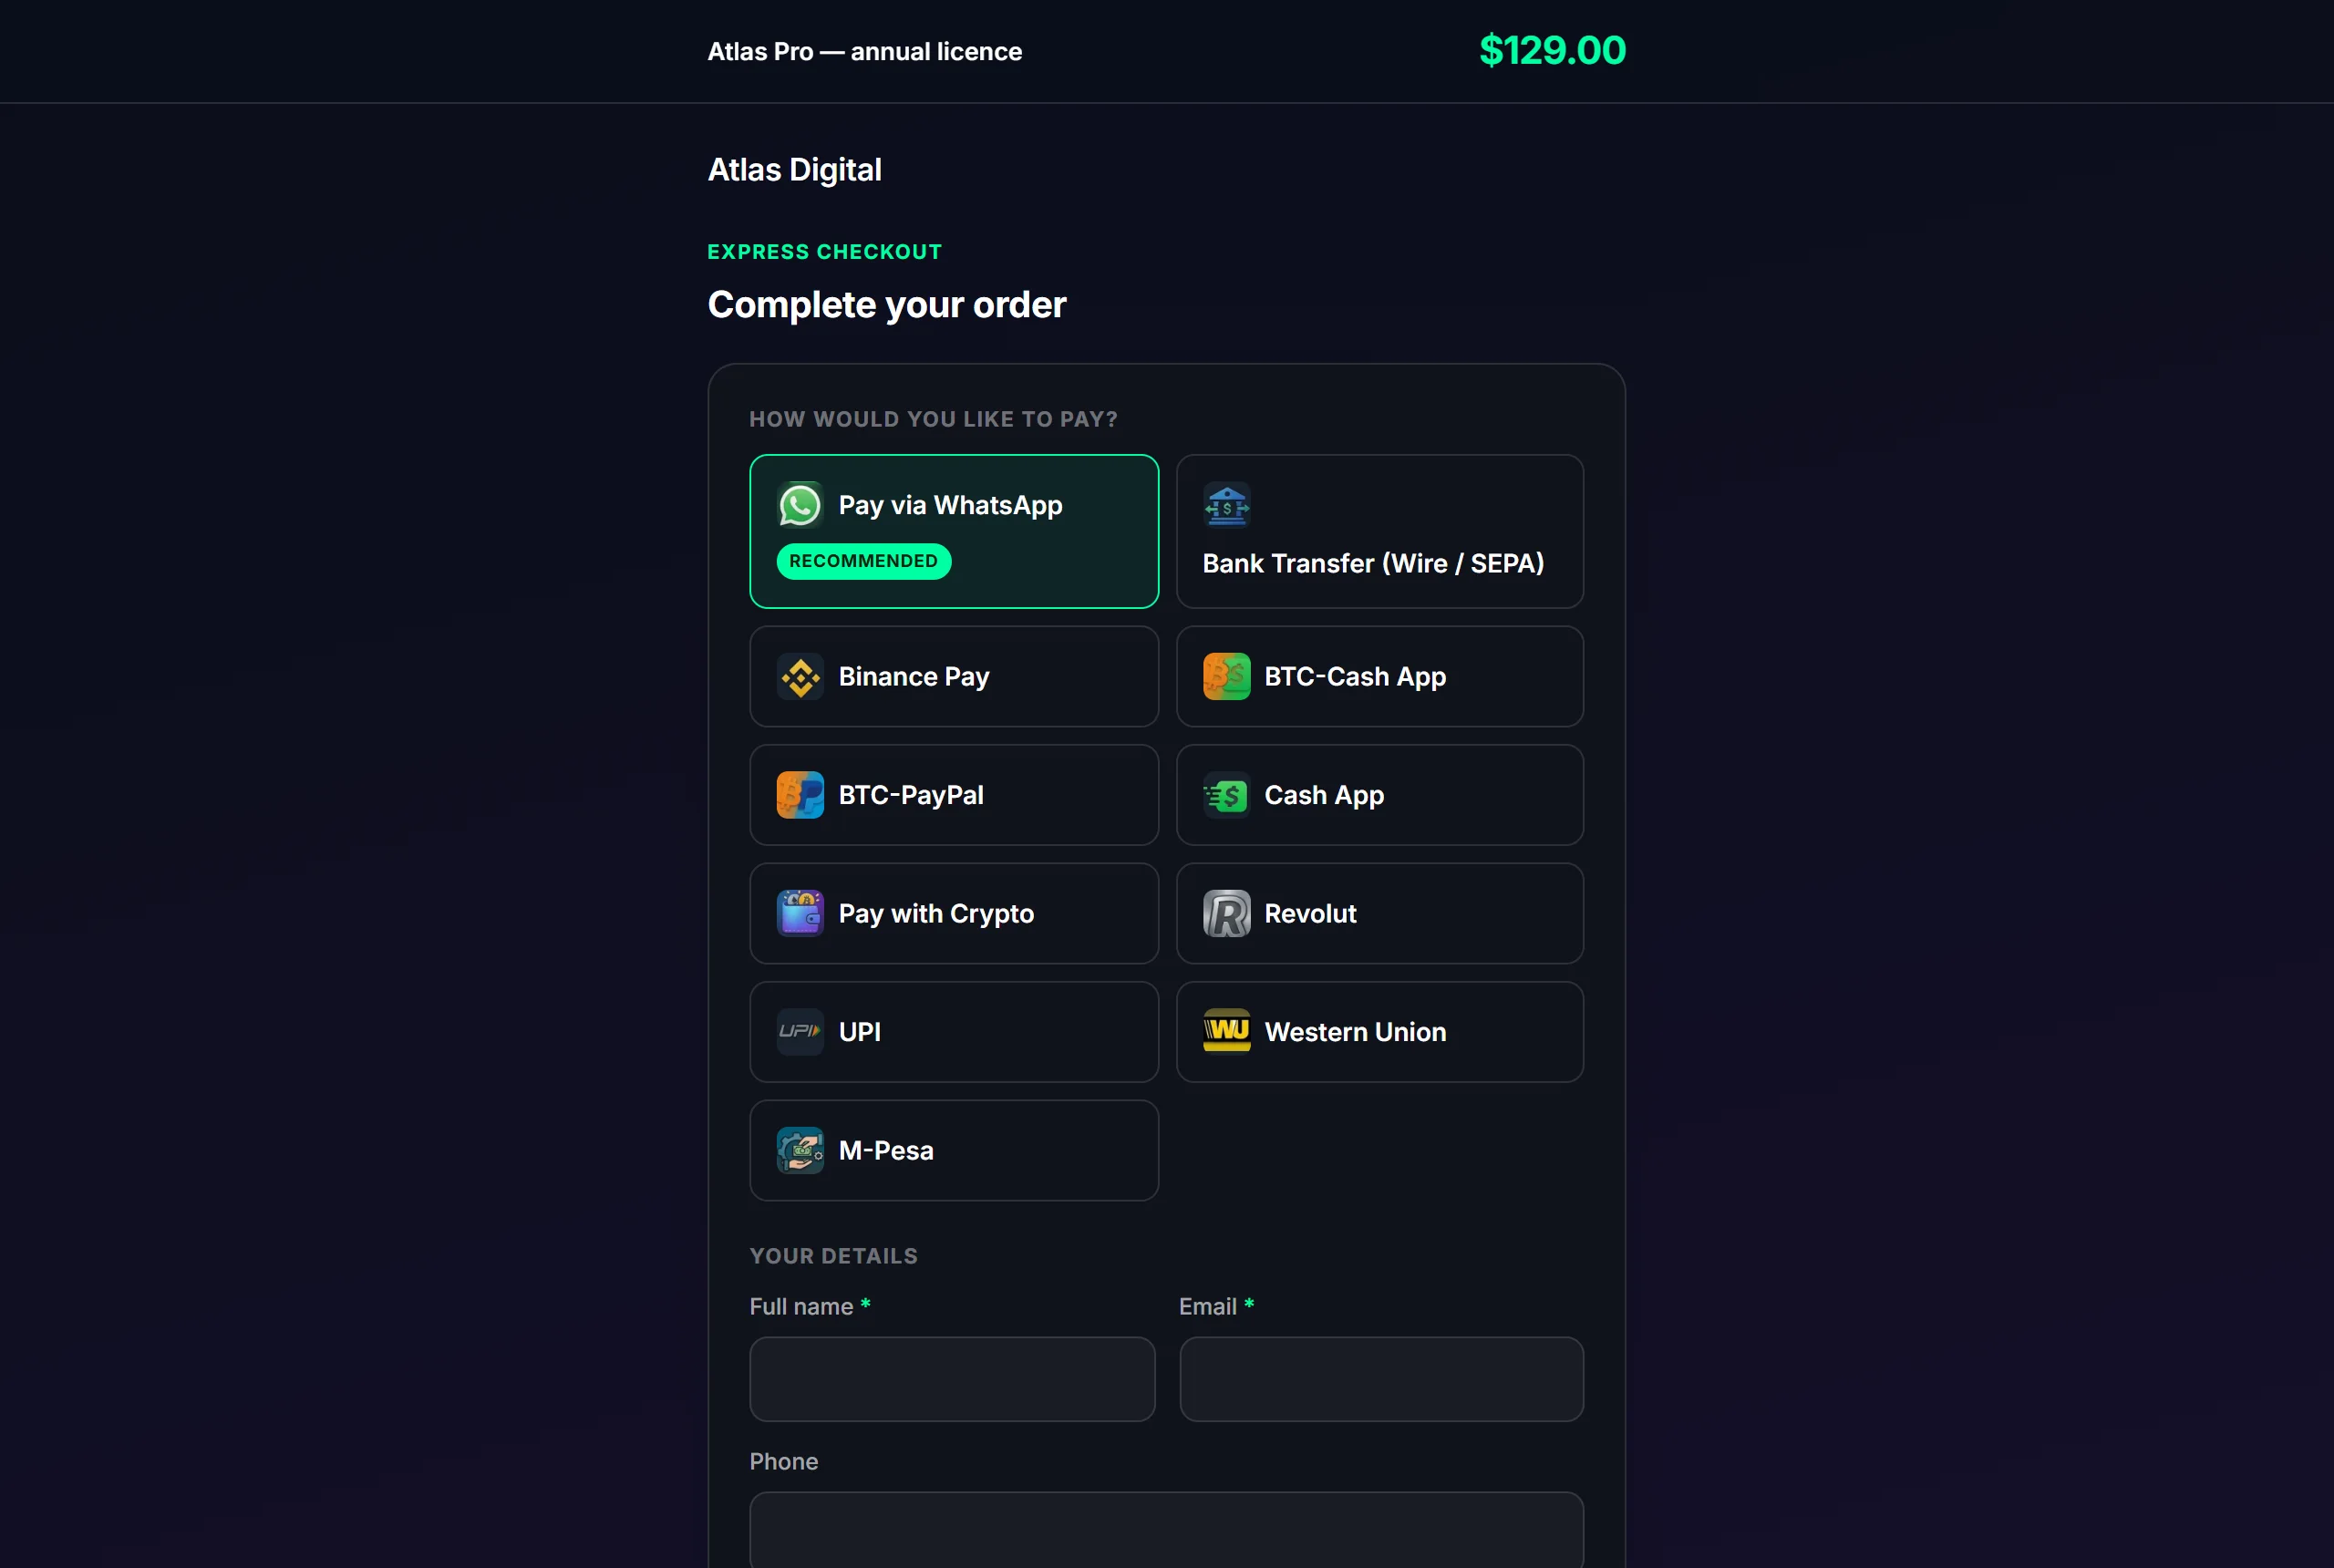 Atlas Pro — annual licence
$129.00
Atlas Digital
EXPRESS CHECKOUT
Complete your order
HOW WOULD YOU LIKE TO PAY?
Pay via WhatsApp
RECOMMENDED
Bank Transfer (Wire / SEPA)
Binance Pay
BTC-Cash App
BTC-PayPal
Cash App
Pay with Crypto
Revolut
UPI UPI
WU Western Union
M-Pesa
YOUR DETAILS
Full name *
Email *
Phone